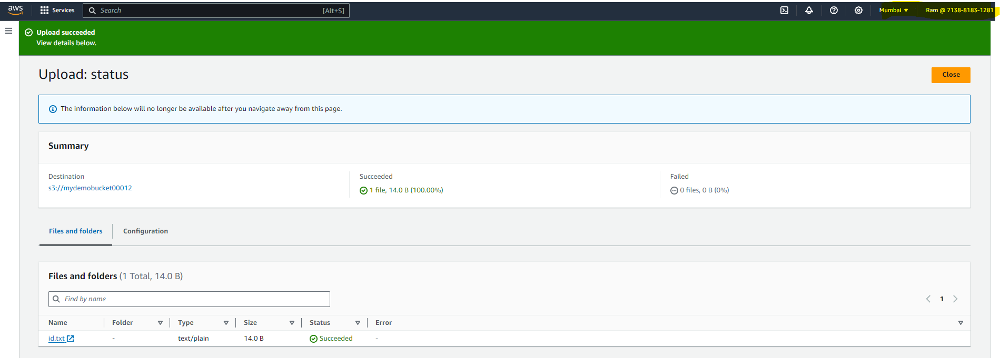 aws Services Search [Alt+S] Mumbai Ram @ 7138-8183-1281
Upload succeeded
View details below.
Upload: status
Close
The information below will no longer be available after you navigate away from this page.
Summary
Destination Succeeded Failed
s3://mydemobucket00012 1 file, 14.0 B (100.00%) 0 files, 0 B (0%)
Files and folders Configuration
Files and folders (1 Total, 14.0 B)
Find by name 1
Name Folder Type Size Status Error
id.txt - text/plain 14.0 B Succeeded -